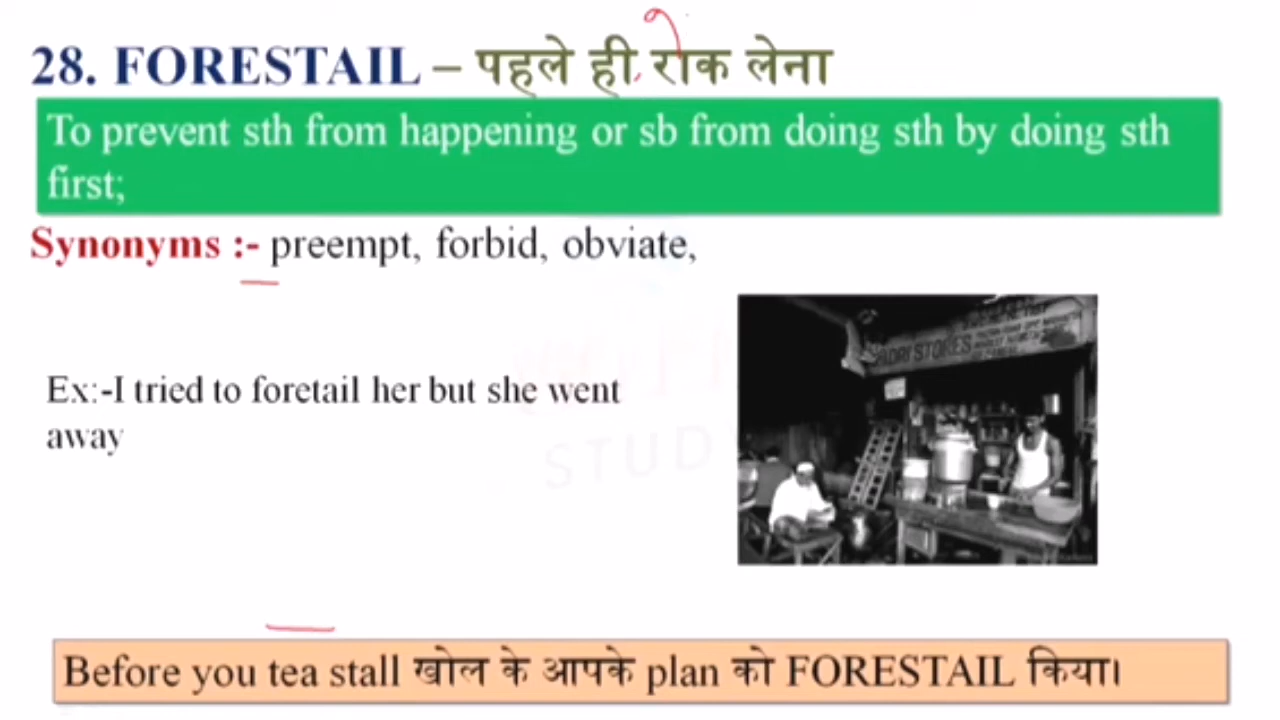 28. FORESTAIL – पहले ही रोक लेना
To prevent sth from happening or sb from doing sth by doing sth
first;
Synonyms :- preempt, forbid, obviate,
ADRI STORES
Ex:-I tried to foretail her but she went
away
STUD
Before you tea stall खोल के आपके plan को FORESTAIL किया।